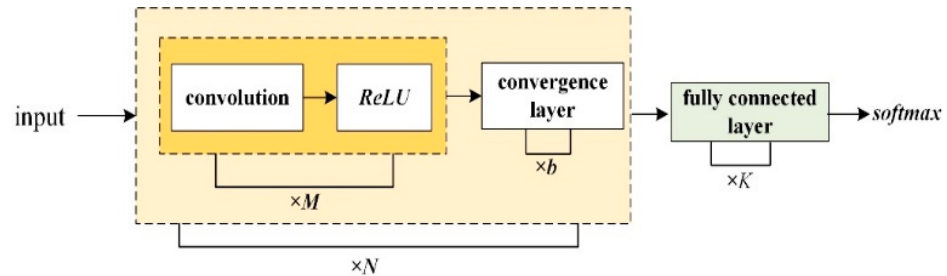 input
convolution
ReLU
×M
convergence
layer
×b
×N
fully connected
layer
×K
softmax